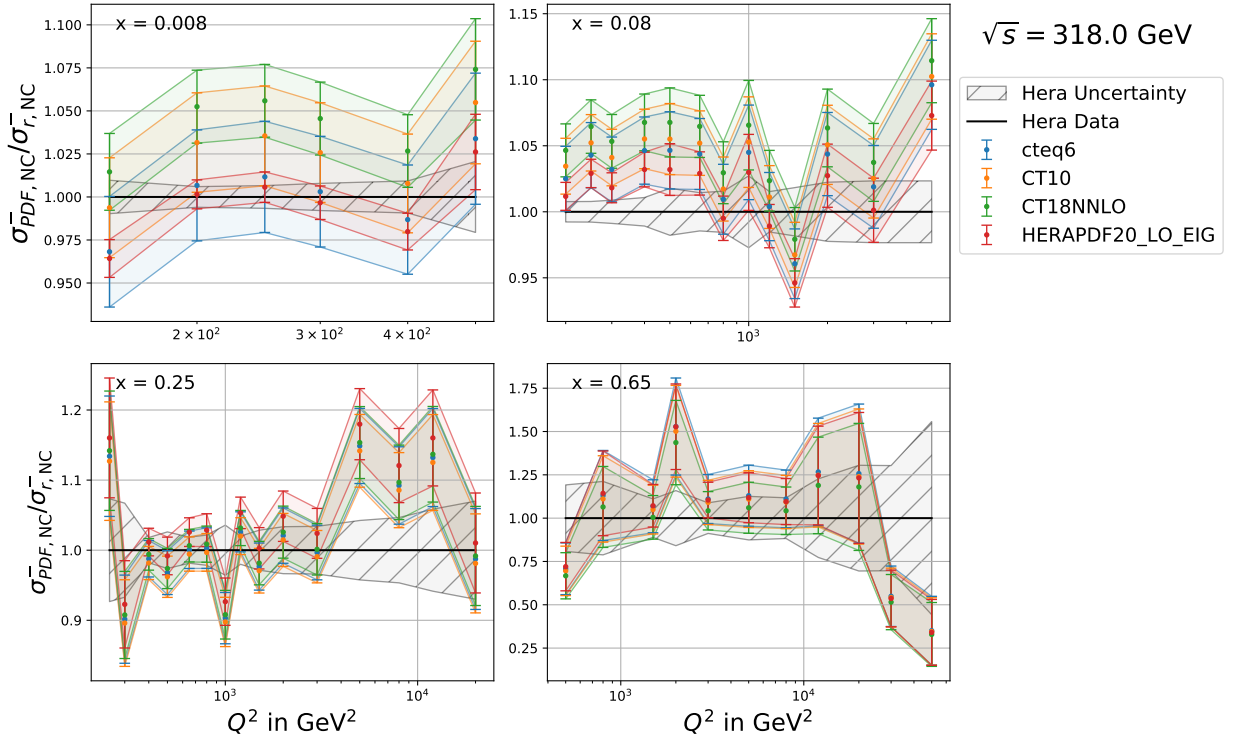 σ⁻_{PDF, NC}/σ⁻_{r, NC}
1.100
1.075
1.050
1.025
1.000
0.975
0.950
x = 0.008
2 × 10²
3 × 10²
4 × 10²
1.15
1.10
1.05
1.00
0.95
x = 0.08
10³
√s = 318.0 GeV
Hera Uncertainty
Hera Data
cteq6
CT10
CT18NNLO
HERAPDF20_LO_EIG
σ⁻_{PDF, NC}/σ⁻_{r, NC}
1.2
1.1
1.0
0.9
x = 0.25
10³
10⁴
Q² in GeV²
1.75
1.50
1.25
1.00
0.75
0.50
0.25
x = 0.65
10³
10⁴
Q² in GeV²